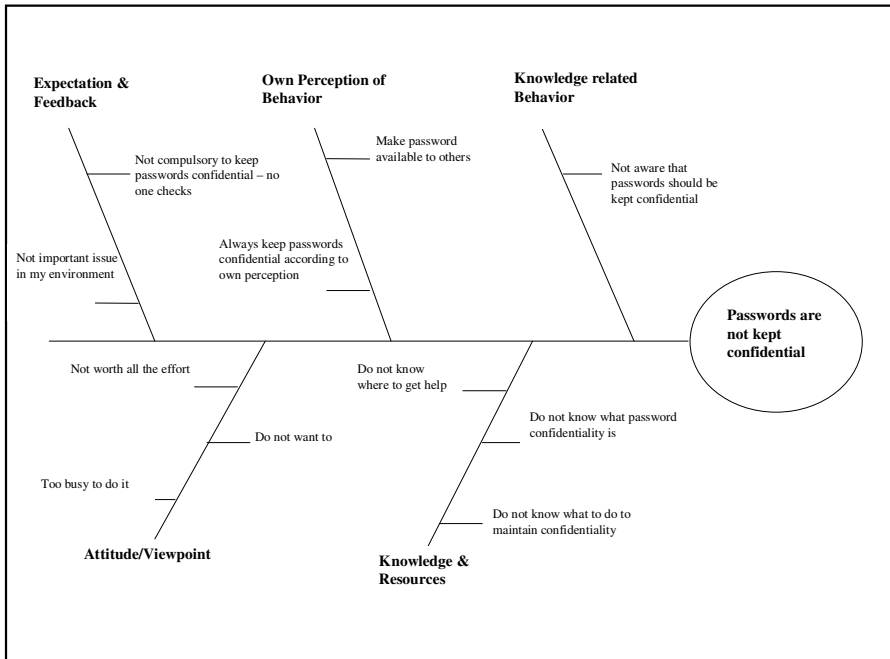 Expectation &
Feedback
Own Perception of
Behavior
Knowledge related
Behavior
Not compulsory to keep
passwords confidential – no
one checks
Make password
available to others
Not aware that
passwords should be
kept confidential
Not important issue
in my environment
Always keep passwords
confidential according to
own perception
Passwords are
not kept
confidential
Not worth all the effort
Do not know
where to get help
Do not want to
Do not know what password
confidentiality is
Too busy to do it
Do not know what to do to
maintain confidentiality
Attitude/Viewpoint
Knowledge &
Resources